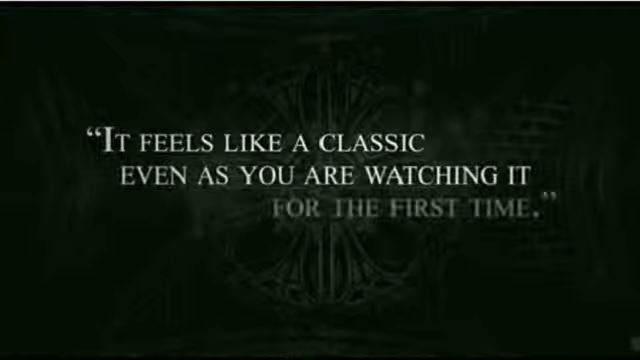 “IT FEELS LIKE A CLASSIC
EVEN AS YOU ARE WATCHING IT
FOR THE FIRST TIME.”